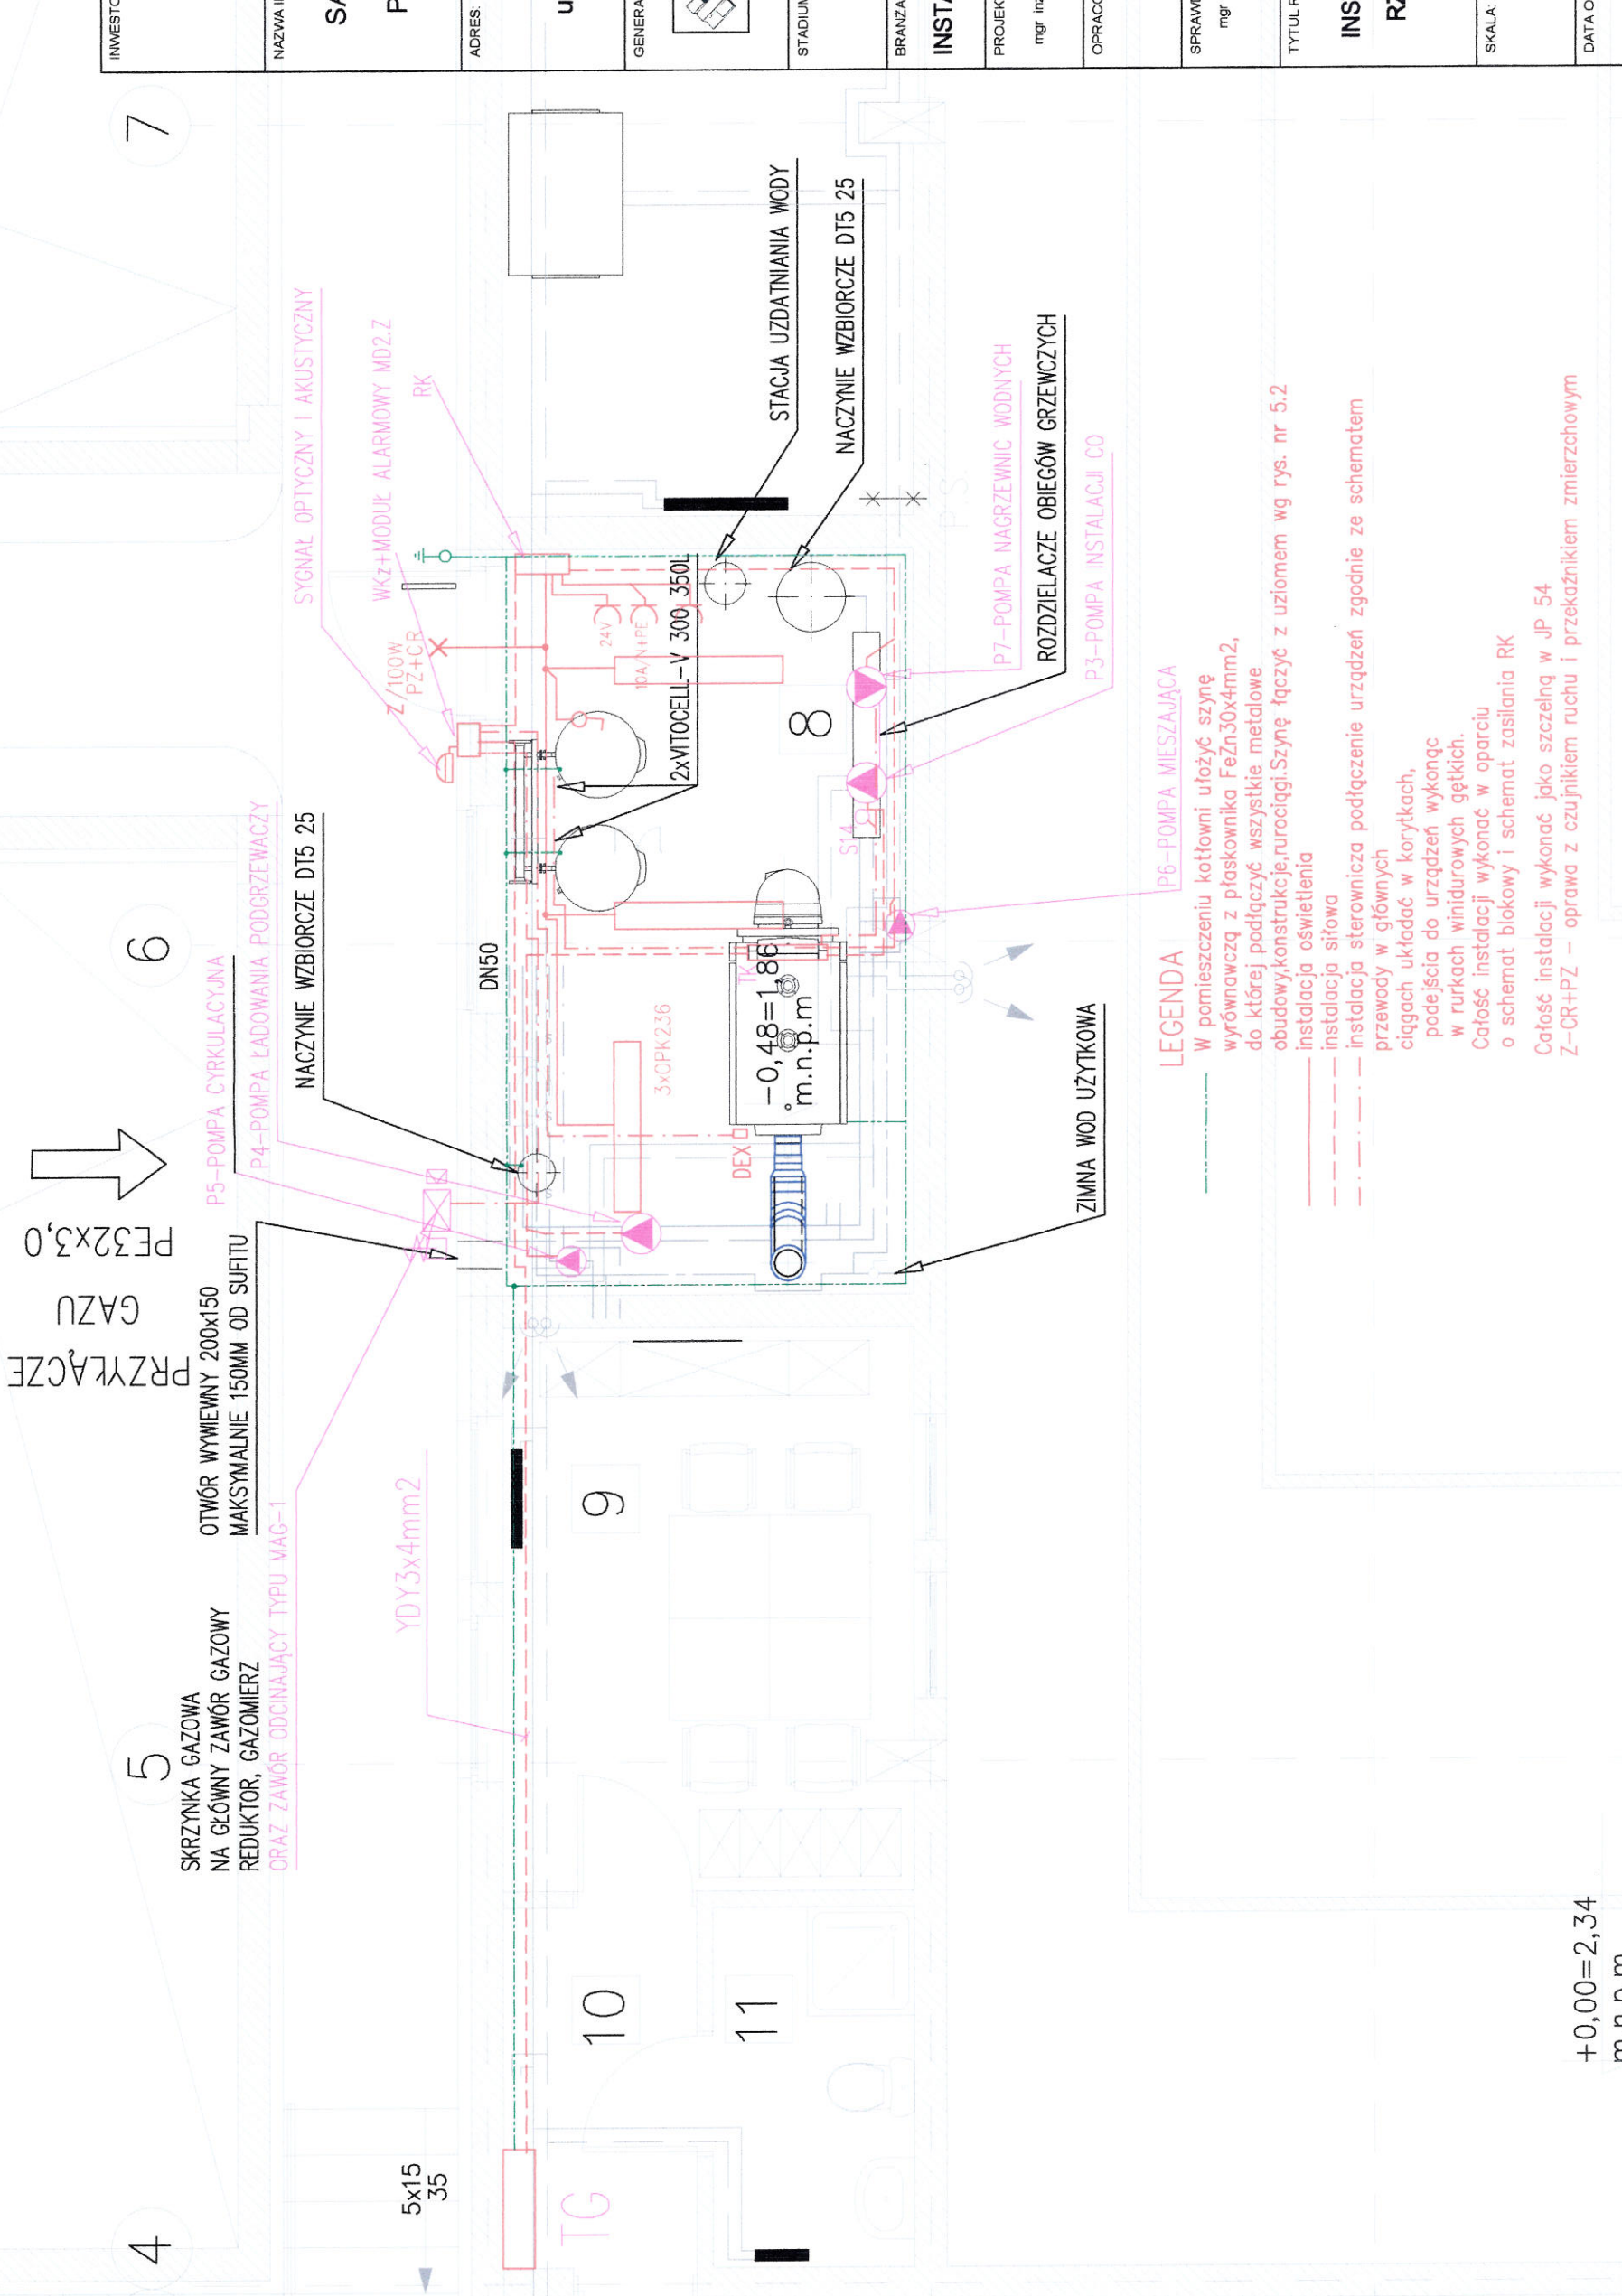 4
5
6
7
PRZYŁĄCZE
GAZU
PE32x3,0
SKRZYNKA GAZOWA
NA GŁÓWNY ZAWÓR GAZOWY
REDUKTOR, GAZOMIERZ
ORAZ ZAWÓR ODCINAJĄCY TYPU MAG-1
OTWÓR WYWIEWNY 200x150
MAKSYMALNIE 150MM OD SUFITU
P5-POMPA CYRKULACYJNA
P4-POMPA ŁADOWANIA PODGRZEWACZY
NACZYNIE WZBIORCZE DT5 25
SYGNAŁ OPTYCZNY I AKUSTYCZNY
WKz+MODUŁ ALARMOWY MD2.Z
RK
Z/100W
PZ+CR
5x15
35
YDY3x4mm2
DN50
TG
10
9
24V
10A/N+PE
3xOPK236
2xVITOCELL-V 300 350L
11
DEX
TK
-0,48=1.86
m.n.p.m
8
S14
STACJA UZDATNIANIA WODY
NACZYNIE WZBIORCZE DT5 25
P7-POMPA NAGRZEWNIC WODNYCH
ROZDZIELACZE OBIEGÓW GRZEWCZYCH
P3-POMPA INSTALACJI CO
ZIMNA WOD UŻYTKOWA
P6-POMPA MIESZAJĄCA
LEGENDA
W pomieszczeniu kotłowni ułożyć szynę
wyrównawczą z płaskownika FeZn30x4mm2,
do której podłączyć wszystkie metalowe
obudowy,konstrukcje,rurociągi.Szynę łączyć z uziomem wg rys. nr 5.2
instalacja oświetlenia
instalacja siłowa
instalacja sterownicza podłączenie urządzeń zgodnie ze schematem
przewody w głównych
ciągach układać w korytkach,
podejścia do urządzeń wykonąc
w rurkach winidurowych gętkich.
Całość instalacji wykonać w oparciu
o schemat blokowy i schemat zasilania RK
Całość instalacji wykonać jako szczelną w JP 54
Z-CR+PZ - oprawa z czujnikiem ruchu i przekaźnikiem zmierzchowym
+0,00=2,34
m.n.p.m
INWESTO
NAZWA I
SA
P
ADRES:
u
GENERA
STADIUM
BRANŻA
INSTA
PROJEK
mgr inż
OPRACO
SPRAW
mgr
TYTUŁ R
INS
RZ
SKALA:
DATA O